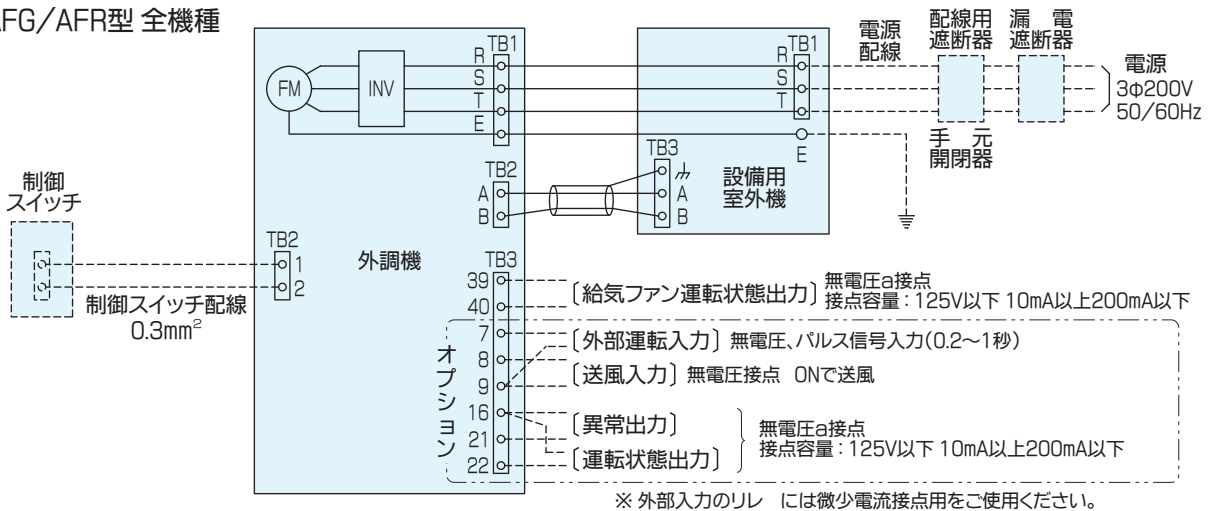 AFG/AFR型 全機種
電源
配線
配線用
遮断器
漏 電
遮断器
電源
3φ200V
50/60Hz
手 元
開閉器
TB1
R
S
T
E
FM
INV
TB1
R
S
T
E
TB2
A
B
TB3
A
B
設備用
室外機
制御
スイッチ
制御スイッチ配線
0.3mm²
TB2
1
2
外調機
TB3
39
40
〔給気ファン運転状態出力〕
無電圧a接点
接点容量:125V以下 10mA以上200mA以下
オプション
7
8
9
16
21
22
〔外部運転入力〕 無電圧、パルス信号入力(0.2〜1秒)
〔送風入力〕 無電圧接点 ONで送風
〔異常出力〕
〔運転状態出力〕
無電圧a接点
接点容量:125V以下 10mA以上200mA以下
※ 外部入力のリレ には微少電流接点用をご使用ください。